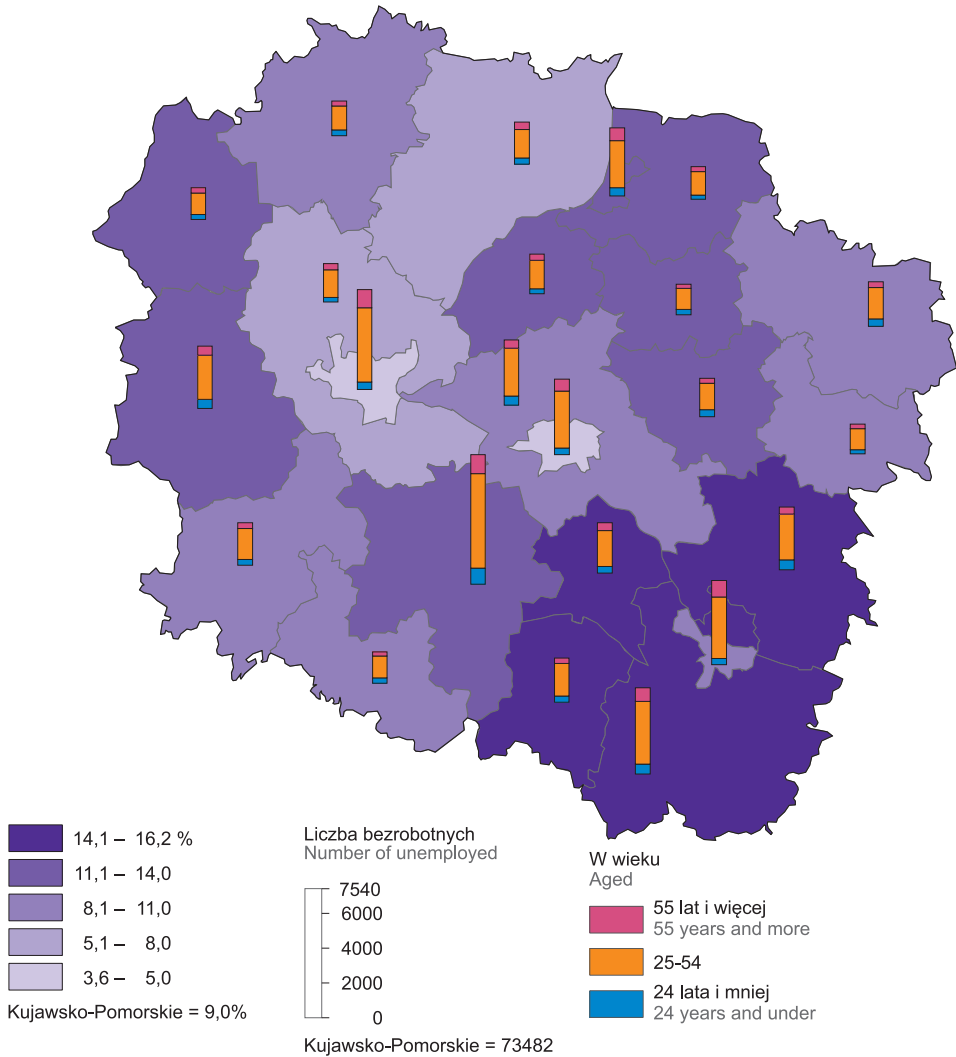 14,1 – 16,2 %
11,1 – 14,0
8,1 – 11,0
5,1 – 8,0
3,6 – 5,0
Kujawsko-Pomorskie = 9,0%
Liczba bezrobotnych
Number of unemployed
7540
6000
4000
2000
0
Kujawsko-Pomorskie = 73482
W wieku
Aged
55 lat i więcej
55 years and more
25-54
24 lata i mniej
24 years and under